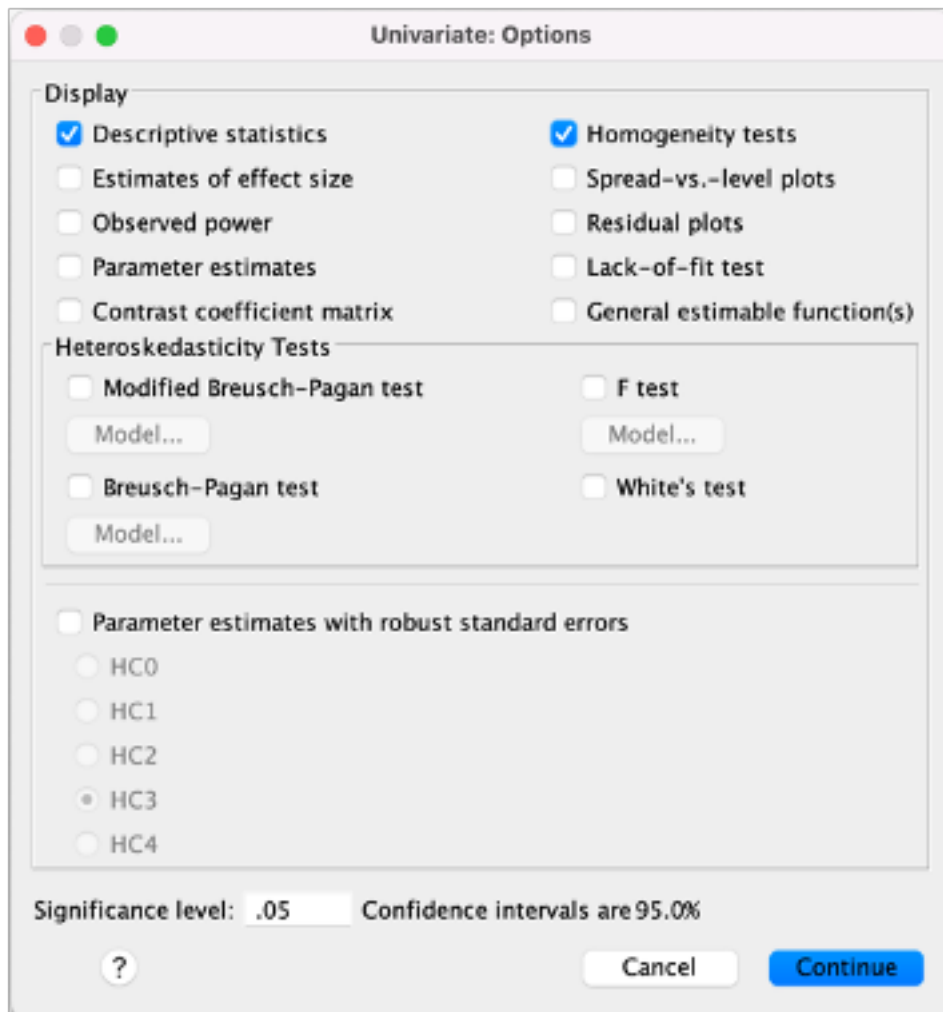 Univariate: Options
Display
Descriptive statistics
Homogeneity tests
Estimates of effect size
Spread-vs.-level plots
Observed power
Residual plots
Parameter estimates
Lack-of-fit test
Contrast coefficient matrix
General estimable function(s)
Heteroskedasticity Tests
Modified Breusch-Pagan test
F test
Model...
Model...
Breusch-Pagan test
White's test
Model...
Parameter estimates with robust standard errors
HC0
HC1
HC2
HC3
HC4
Significance level: .05 Confidence intervals are 95.0%
?
Cancel
Continue